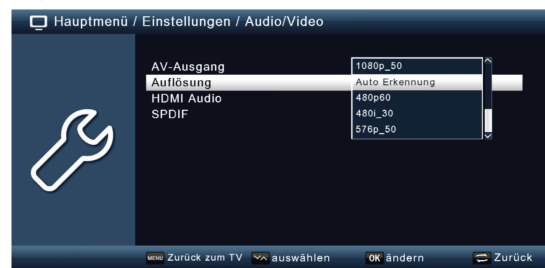 Hauptmenü / Einstellungen / Audio/Video
AV-Ausgang
1080p_50
Auflösung
Auto Erkennung
HDMI Audio
480p60
SPDIF
480i_30
576p_50
MENU Zurück zum TV auswählen OK ändern Zurück